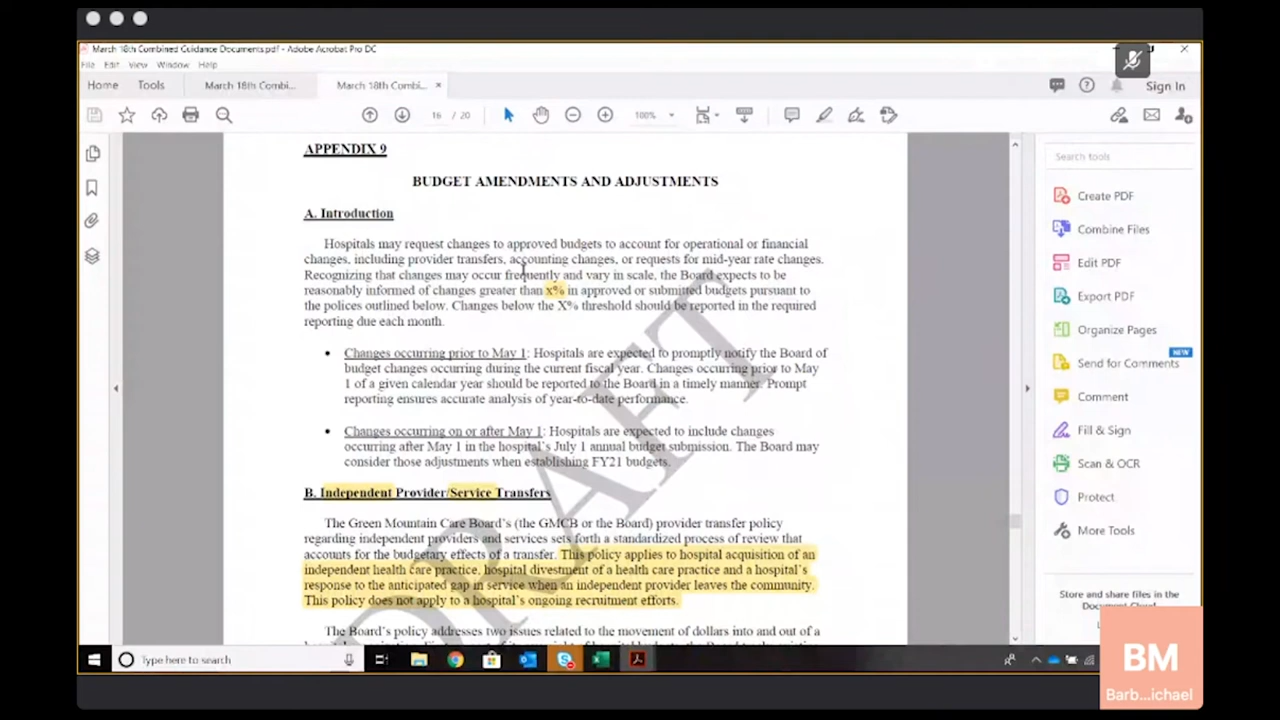 March 18th Combined Guidance Documents.pdf - Adobe Acrobat Pro DC
File Edit View Window Help
Home Tools March 18th Combi... March 18th Combi... × Sign In
16 / 20 100%
APPENDIX 9
BUDGET AMENDMENTS AND ADJUSTMENTS
A. Introduction
Hospitals may request changes to approved budgets to account for operational or financial
changes, including provider transfers, accounting changes, or requests for mid-year rate changes.
Recognizing that changes may occur frequently and vary in scale, the Board expects to be
reasonably informed of changes greater than x% in approved or submitted budgets pursuant to
the polices outlined below. Changes below the X% threshold should be reported in the required
reporting due each month.
• Changes occurring prior to May 1: Hospitals are expected to promptly notify the Board of
budget changes occurring during the current fiscal year. Changes occurring prior to May
1 of a given calendar year should be reported to the Board in a timely manner. Prompt
reporting ensures accurate analysis of year-to-date performance.
• Changes occurring on or after May 1: Hospitals are expected to include changes
occurring after May 1 in the hospital's July 1 annual budget submission. The Board may
consider those adjustments when establishing FY21 budgets.
B. Independent Provider/Service Transfers
The Green Mountain Care Board's (the GMCB or the Board) provider transfer policy
regarding independent providers and services sets forth a standardized process of review that
accounts for the budgetary effects of a transfer. This policy applies to hospital acquisition of an
independent health care practice, hospital divestment of a health care practice and a hospital's
response to the anticipated gap in service when an independent provider leaves the community.
This policy does not apply to a hospital's ongoing recruitment efforts.
The Board's policy addresses two issues related to the movement of dollars into and out of a
DRAFT
Search tools
Create PDF
Combine Files
Edit PDF
Export PDF
Organize Pages
NEW
Send for Comments
Comment
Fill & Sign
Scan & OCR
Protect
More Tools
Store and share files in the
Document Cloud
Type here to search
BM
Barb...ichael